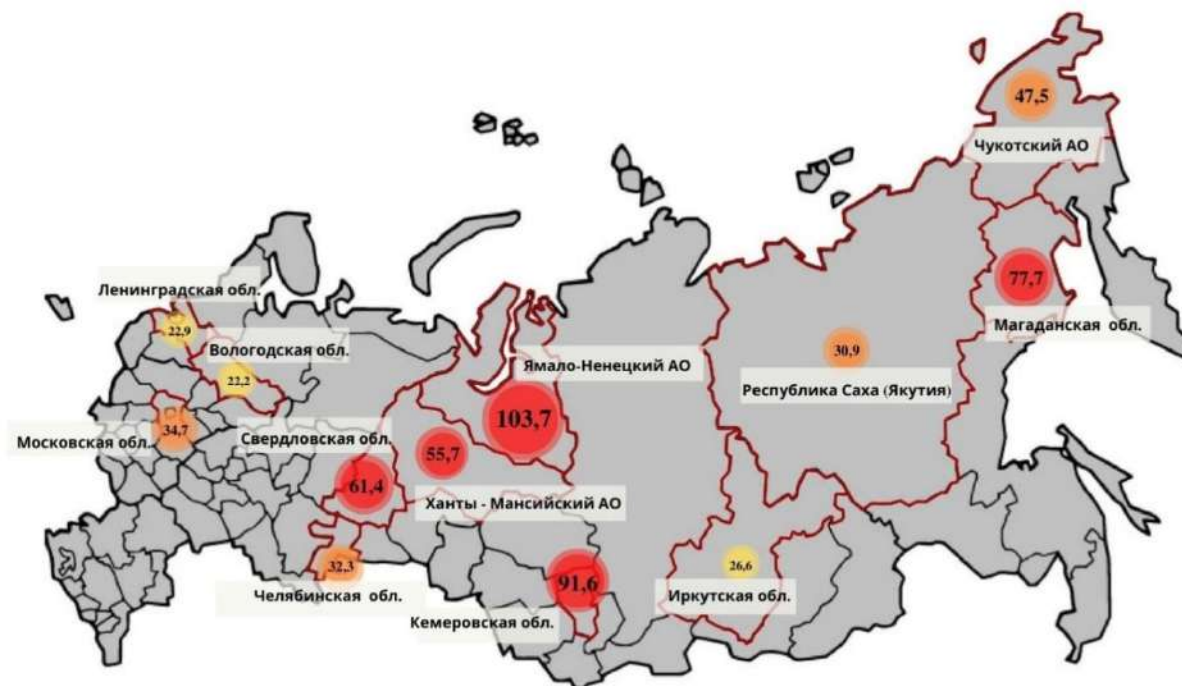 47,5
Чукотский АО
77,7
Магаданская обл.
Ленинградская обл.
22,9
Вологодская обл.
22,2
30,9
Республика Саха (Якутия)
Ямало-Ненецкий АО
103,7
Московская обл.
34,7
Свердловская обл.
61,4
55,7
Ханты - Мансийский АО
32,3
Челябинская обл.
91,6
Кемеровская обл.
26,6
Иркутская обл.